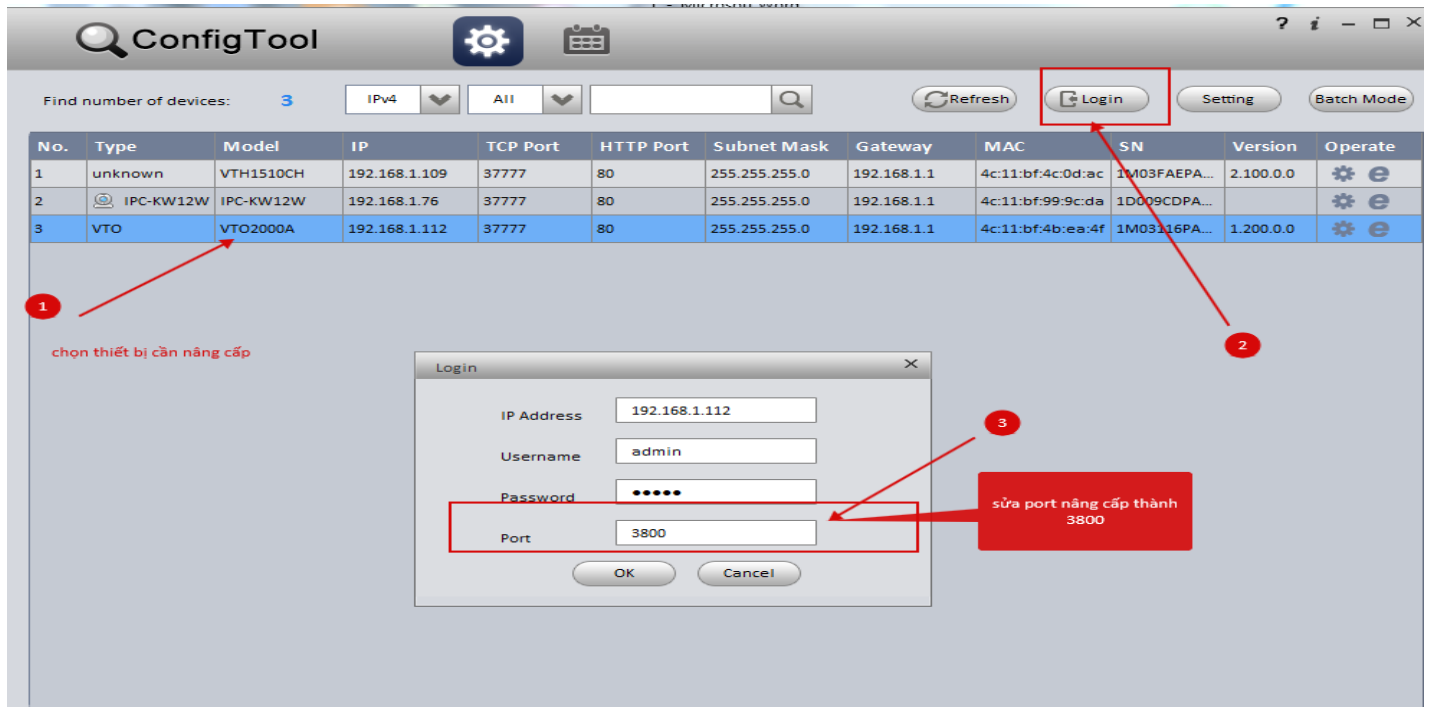 ConfigTool
? i
Find number of devices: 3 IPv4 All Refresh Login Setting Batch Mode
No. Type Model IP TCP Port HTTP Port Subnet Mask Gateway MAC SN Version Operate
1 unknown VTH1510CH 192.168.1.109 37777 80 255.255.255.0 192.168.1.1 4c:11:bf:4c:0d:ac 1M03FAEPA... 2.100.0.0
2 IPC-KW12W IPC-KW12W 192.168.1.76 37777 80 255.255.255.0 192.168.1.1 4c:11:bf:99:9c:da 1D009CDPA...
3 VTO VTO2000A 192.168.1.112 37777 80 255.255.255.0 192.168.1.1 4c:11:bf:4b:ea:4f 1M03116PA... 1.200.0.0
1
chọn thiết bị cần nâng cấp
2
Login
IP Address 192.168.1.112
Username admin
Password •••••
Port 3800
OK Cancel
3
sửa port nâng cấp thành
3800